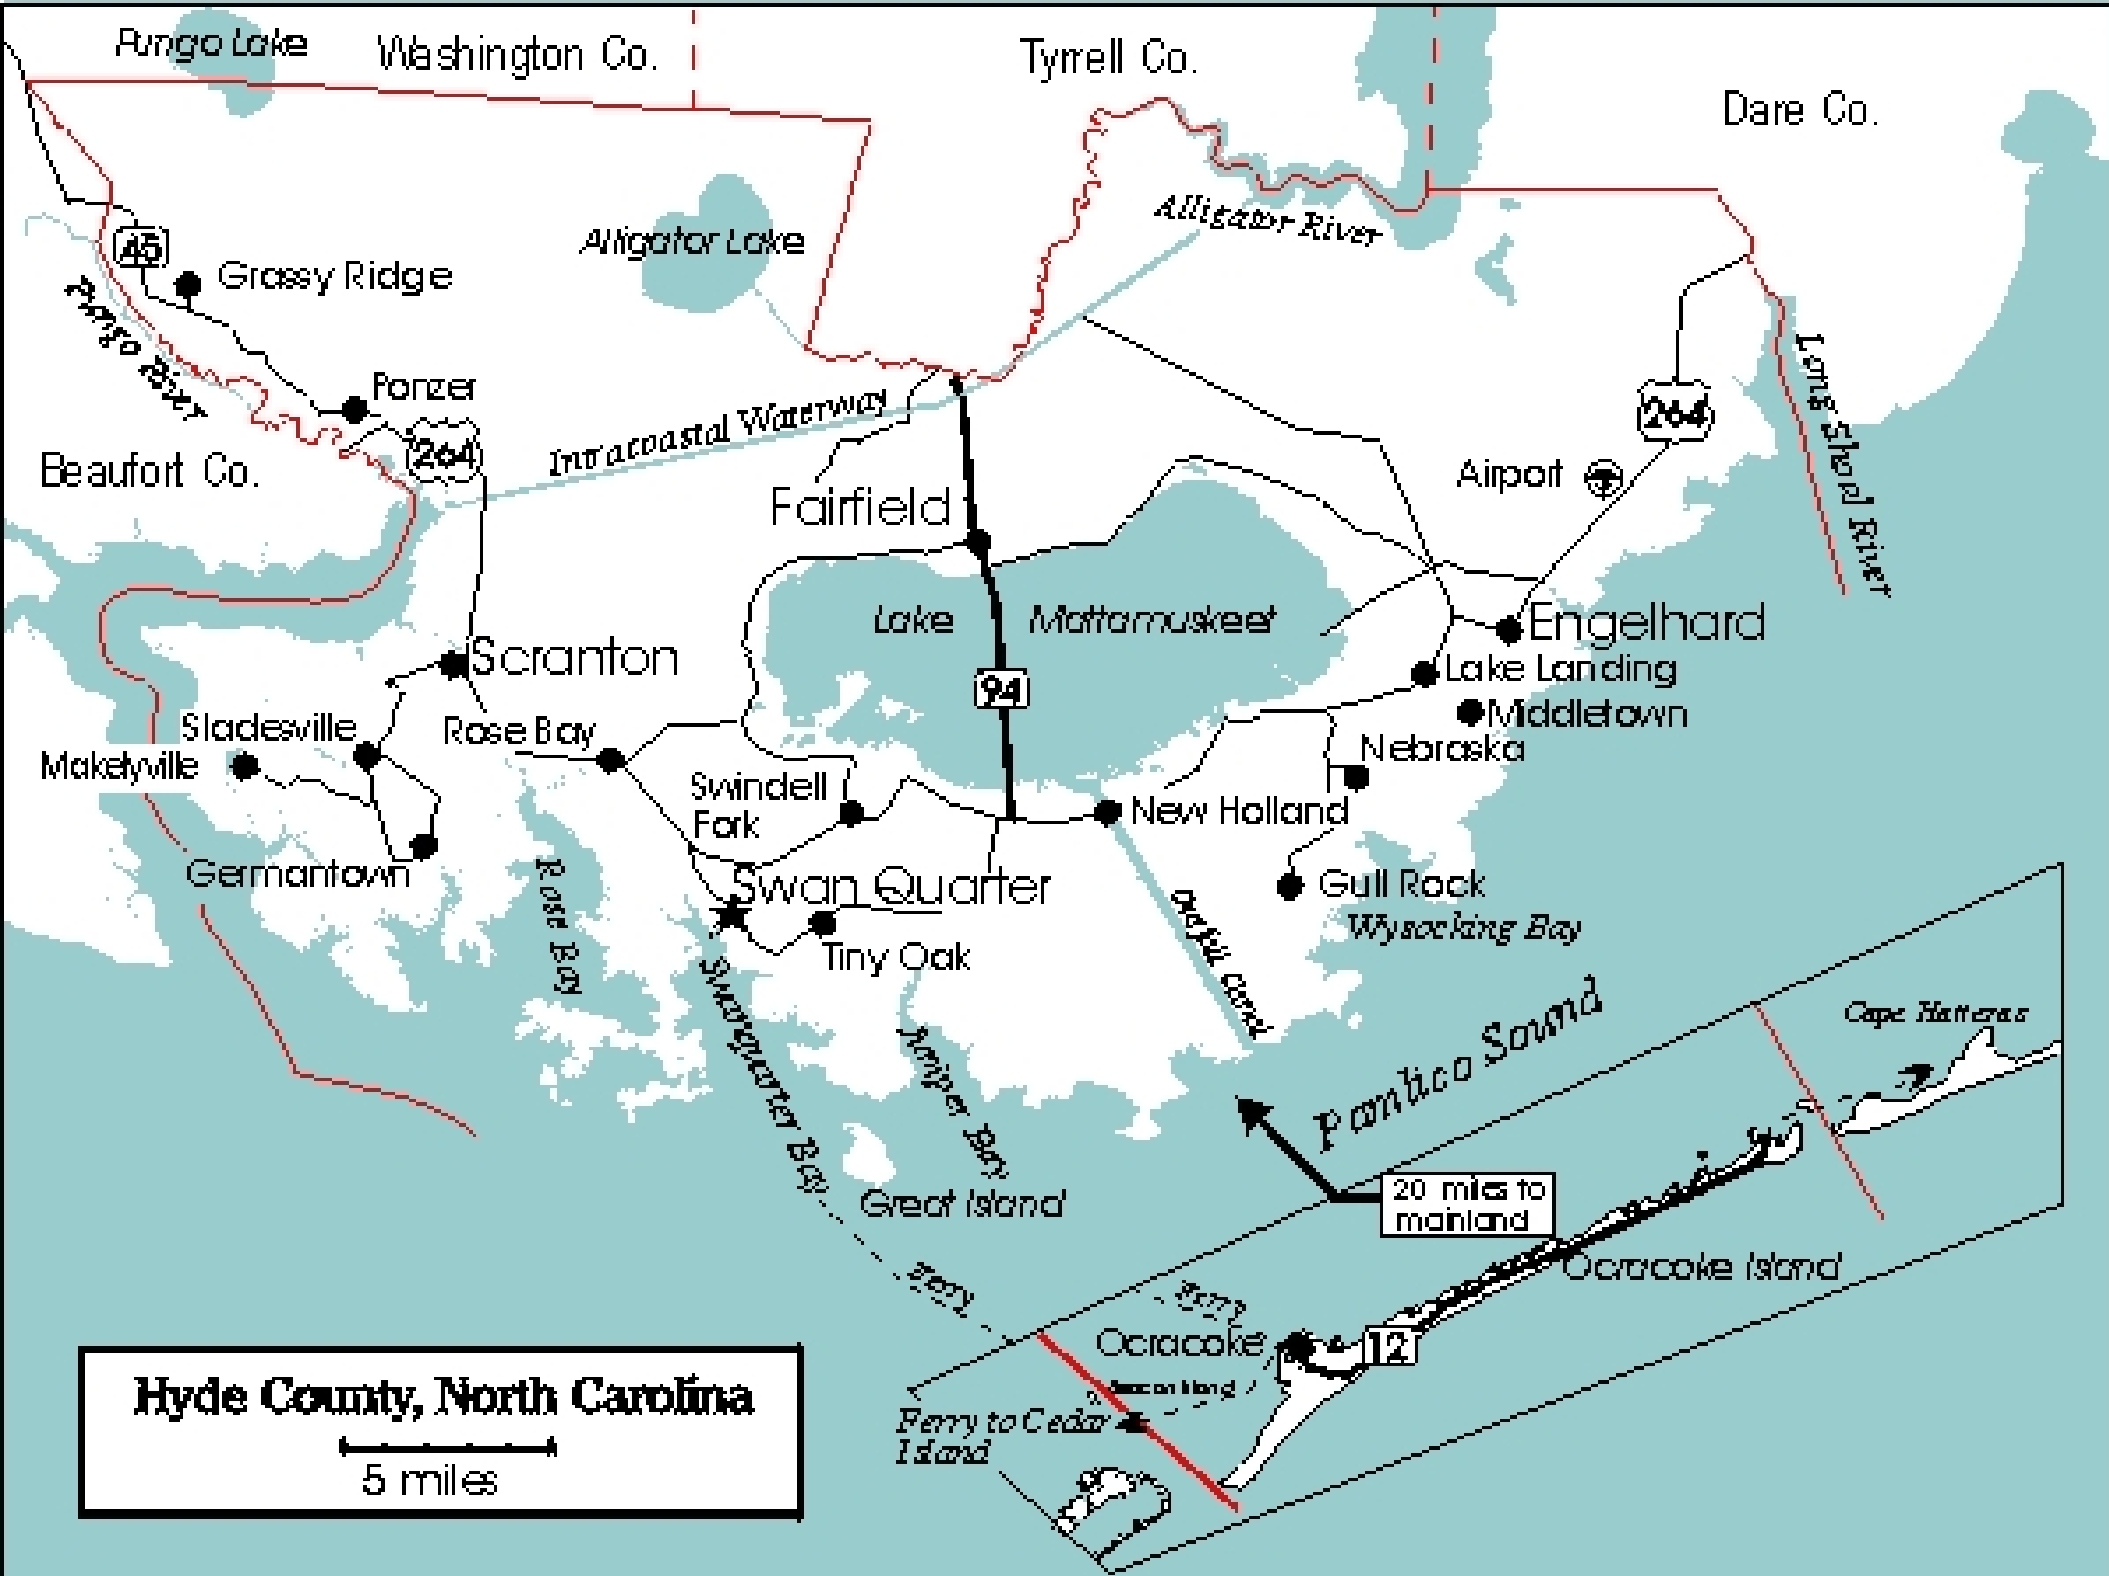 Pungo Lake
Washington Co.
Tyrrell Co.
Dare Co.
Alligator River
Alligator Lake
45
Grassy Ridge
Pungo River
Ponzer
264
Intracoastal Waterway
264
Long Shoal River
Beaufort Co.
Airport
Fairfield
Lake Mattamuskeet
Engelhard
Scranton
Lake Landing
94
Middletown
Sladesville
Rose Bay
Nebraska
Makelyville
Swindell
Fork
New Holland
Germantown
Swan Quarter
Gull Rock
Rose Bay
Wysocking Bay
Tiny Oak
Canal
Swanquarter Bay
Juniper Bay
Pamlico Sound
Cape Hatteras
Great Island
20 miles to
mainland
Ocracoke Island
Ferry
Ferry
Ocracoke
12
Ferry to Cedar
Island
Hyde County, North Carolina
5 miles